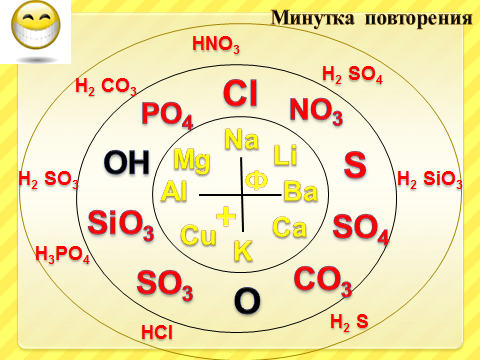 Минутка повторения
HNO₃
H₂ CO₃
H₂ SO₄
Cl
PO₄
NO₃
Na
Mg
Li
OH
S
H₂ SO₃
Al
Ф
Ba
H₂ SiO₃
SiO₃
+
Cu
Ca
SO₄
H₃PO₄
K
SO₃
CO₃
O
HCl
H₂ S